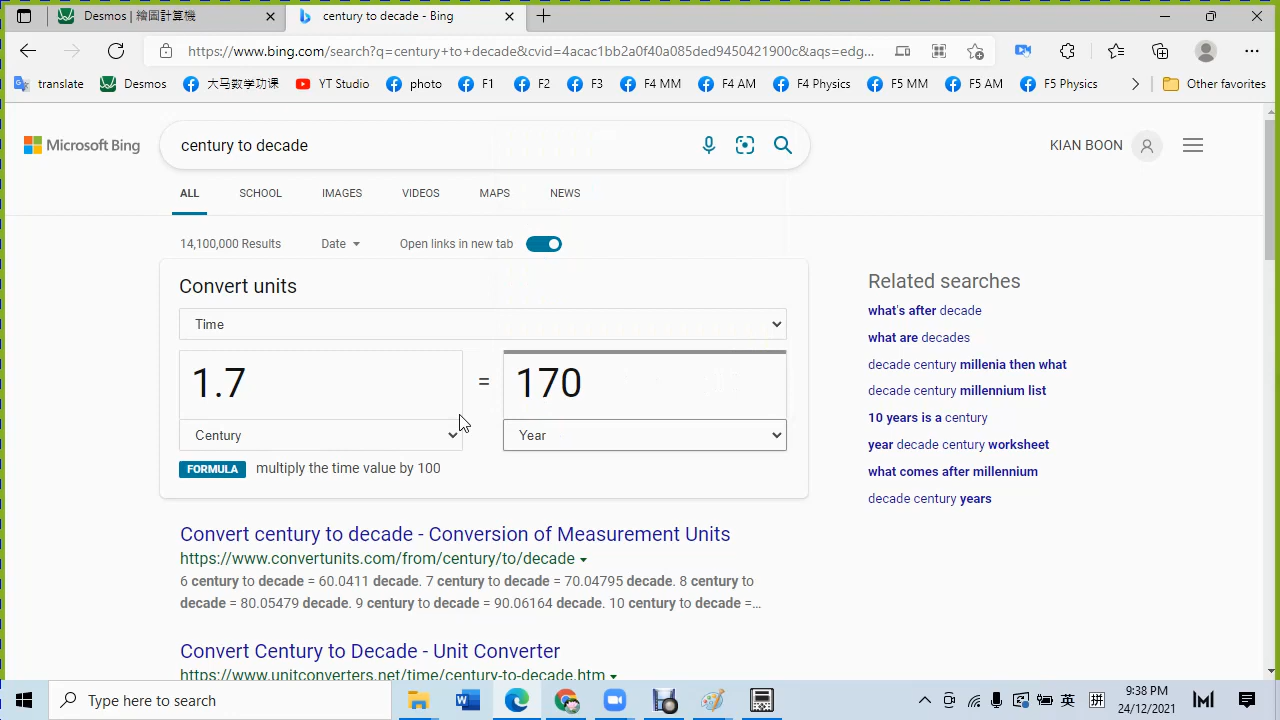 Desmos | 繪圖計算機
century to decade - Bing
https://www.bing.com/search?q=century+to+decade&cvid=4acac1bb2a0f40a085ded9450421900c&aqs=edg...
translate
Desmos
大马数学功课
YT Studio
photo
F1
F2
F3
F4 MM
F4 AM
F4 Physics
F5 MM
F5 AM
F5 Physics
Other favorites
Microsoft Bing
century to decade
KIAN BOON
ALL
SCHOOL
IMAGES
VIDEOS
MAPS
NEWS
14,100,000 Results
Date
Open links in new tab
Convert units
Time
1.7
=
170
Century
Year
FORMULA
multiply the time value by 100
Convert century to decade - Conversion of Measurement Units
https://www.convertunits.com/from/century/to/decade
6 century to decade = 60.0411 decade. 7 century to decade = 70.04795 decade. 8 century to
decade = 80.05479 decade. 9 century to decade = 90.06164 decade. 10 century to decade =...
Convert Century to Decade - Unit Converter
https://www.unitconverters.net/time/century-to-decade.htm
Related searches
what's after decade
what are decades
decade century millenia then what
decade century millennium list
10 years is a century
year decade century worksheet
what comes after millennium
decade century years
Type here to search
英
拼
9:38 PM
24/12/2021